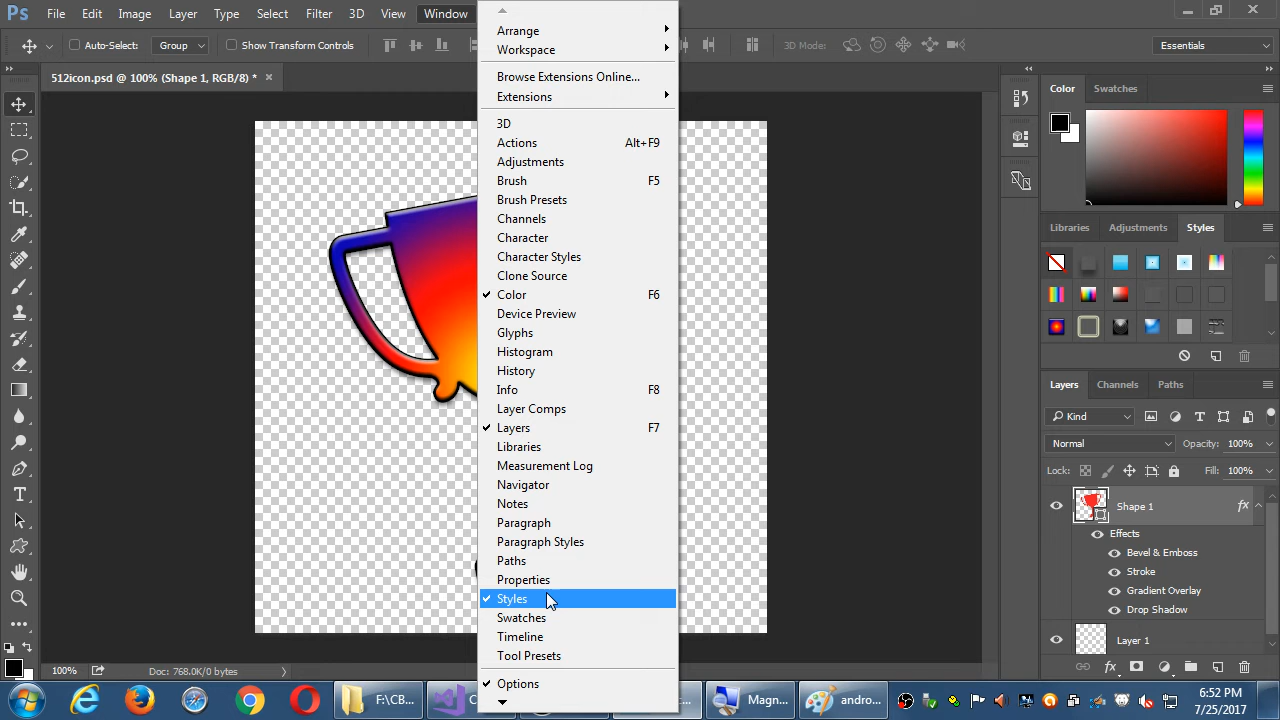 Ps File Edit Image Layer Type Select Filter 3D View Window
Auto-Select: Group Show Transform Controls 3D Mode: Essentials
512icon.psd @ 100% (Shape 1, RGB/8) *
Arrange
Workspace
Browse Extensions Online...
Extensions
3D
Actions Alt+F9
Adjustments
Brush F5
Brush Presets
Channels
Character
Character Styles
Clone Source
Color F6
Device Preview
Glyphs
Histogram
History
Info F8
Layer Comps
Layers F7
Libraries
Measurement Log
Navigator
Notes
Paragraph
Paragraph Styles
Paths
Properties
Styles
Swatches
Timeline
Tool Presets
Options
Color Swatches
Libraries Adjustments Styles
Layers Channels Paths
Kind
Normal Opacity: 100%
Lock: Fill: 100%
Shape 1 fx
Effects
Bevel & Emboss
Stroke
Gradient Overlay
Drop Shadow
Layer 1
fx
100% Doc: 768.0K/0 bytes
F:\CB... Magn... andro...
6:52 PM
7/25/2017